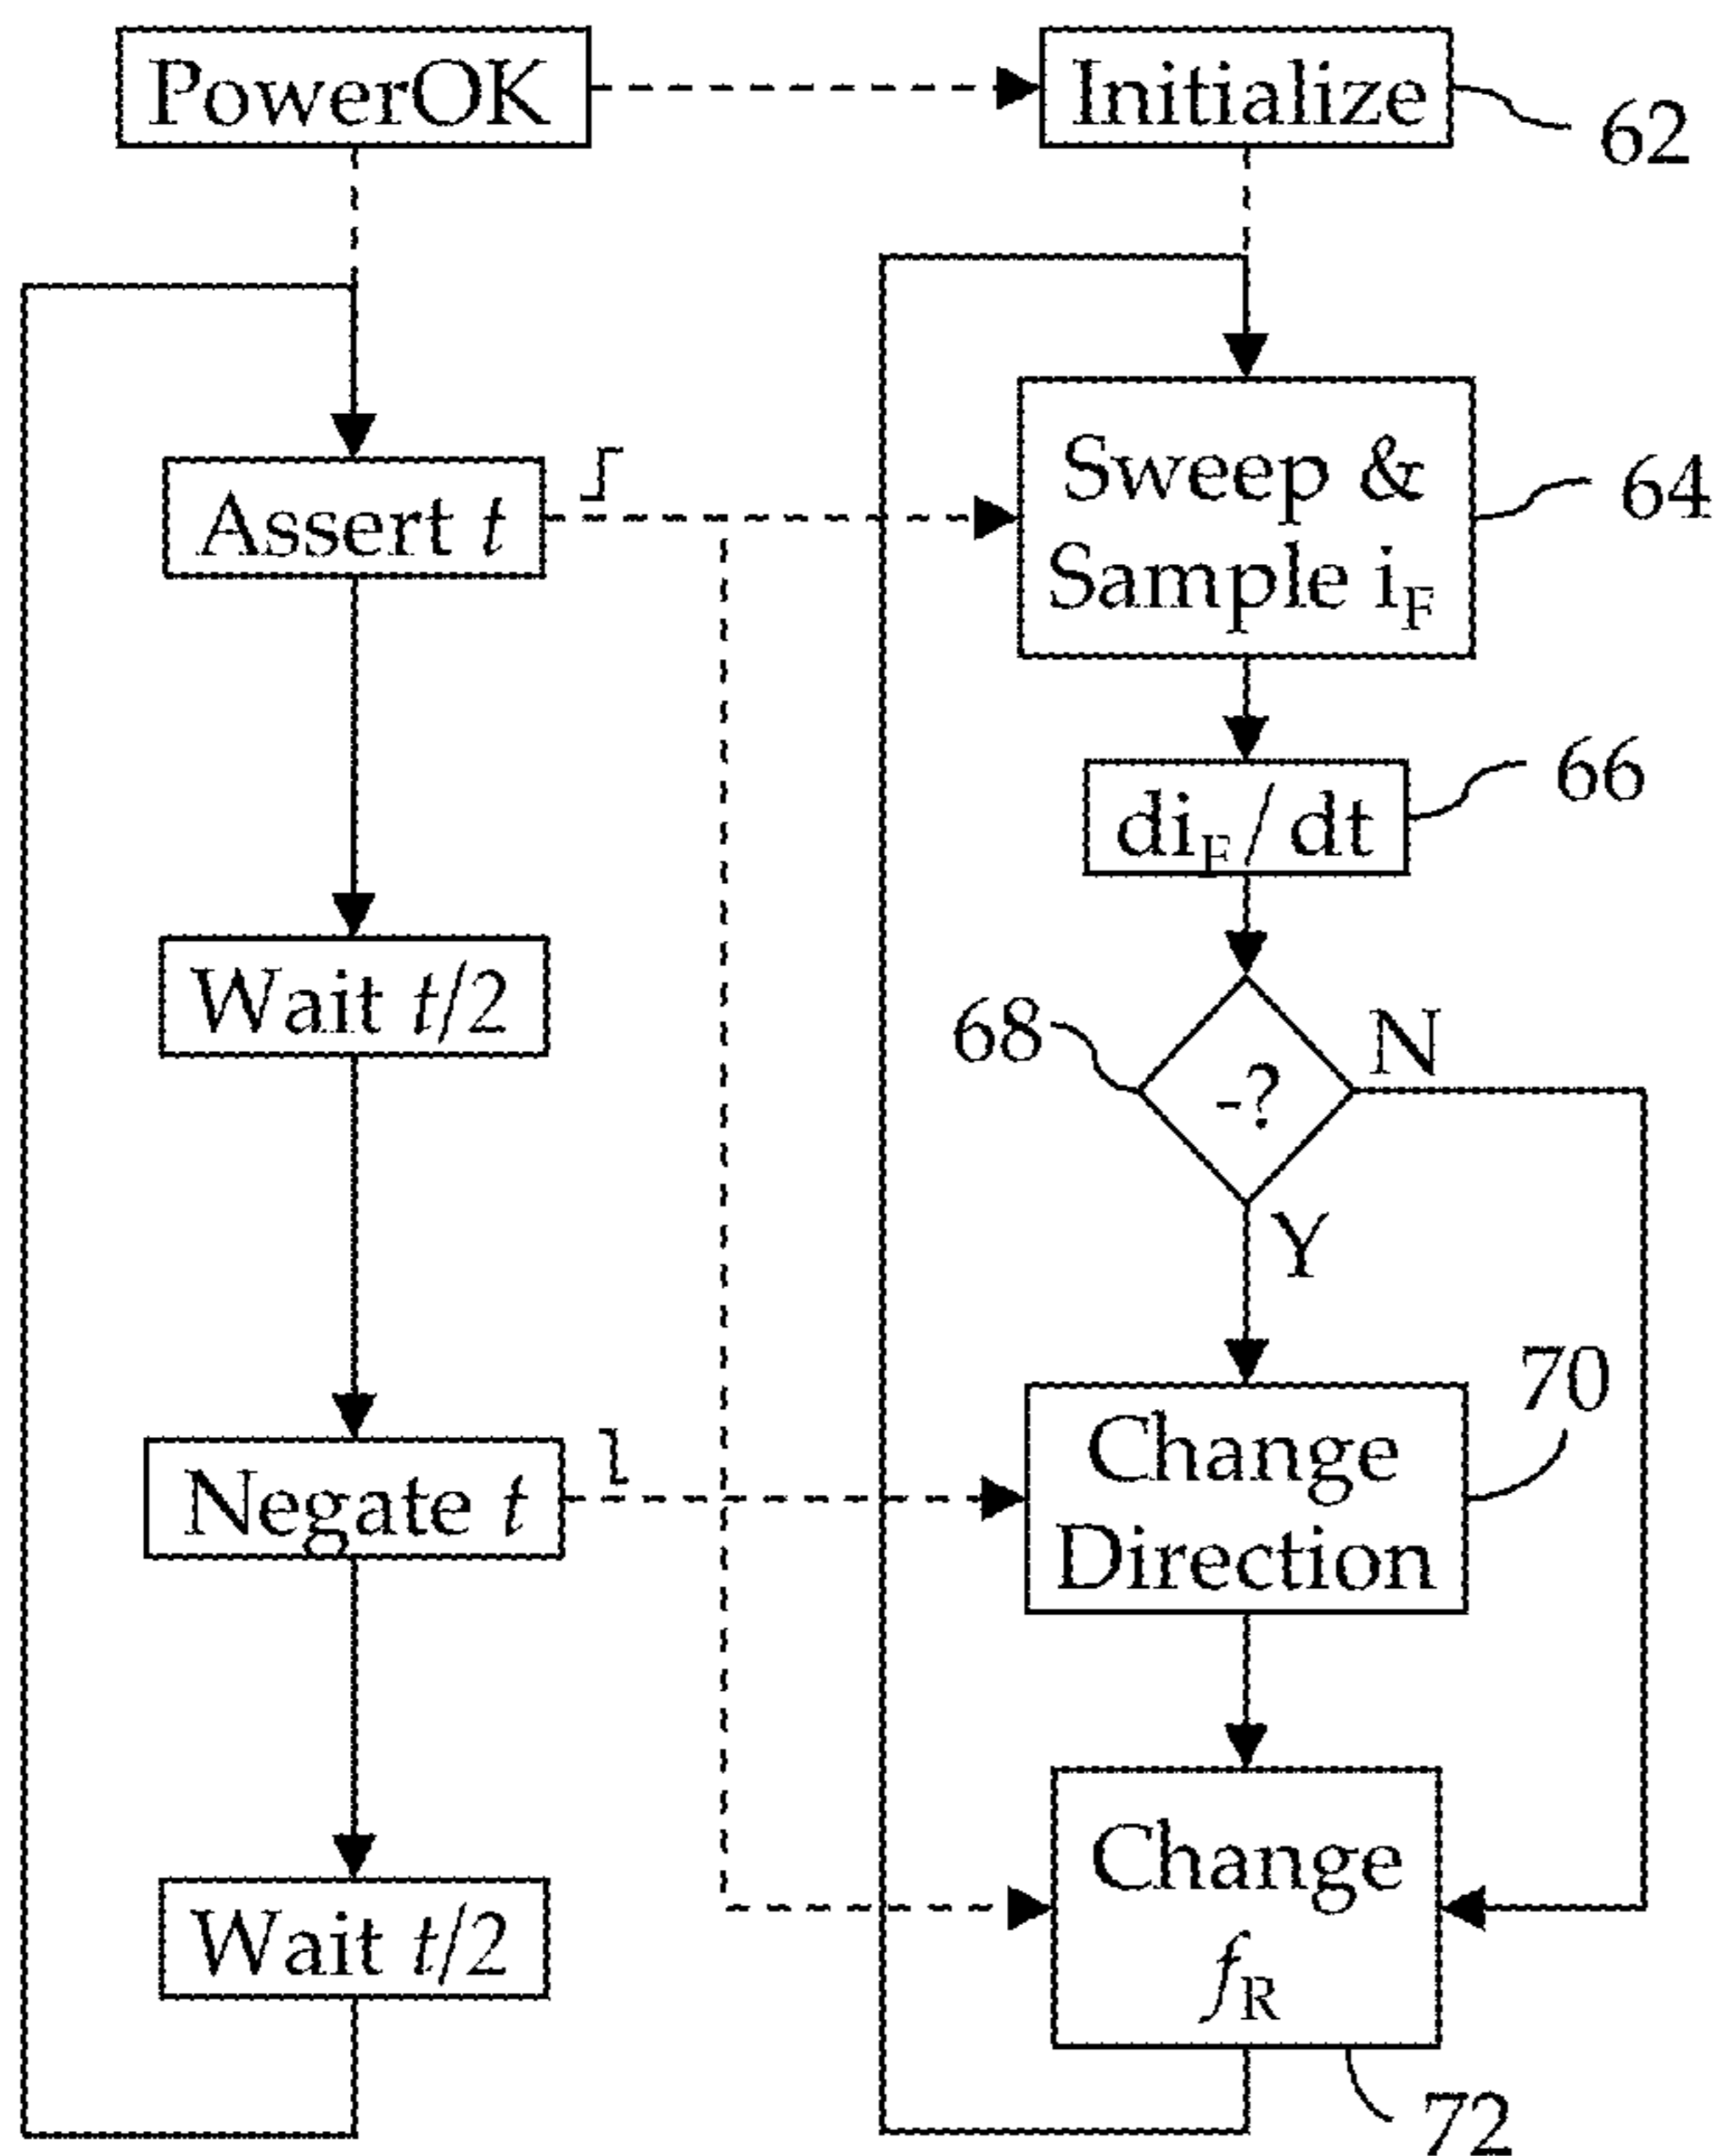 PowerOK
Initialize
62
Assert t
Sweep &
Sample iF
64
diF/dt
66
Wait t/2
68
-?
N
Y
Negate t
Change
Direction
70
Wait t/2
Change
fR
72